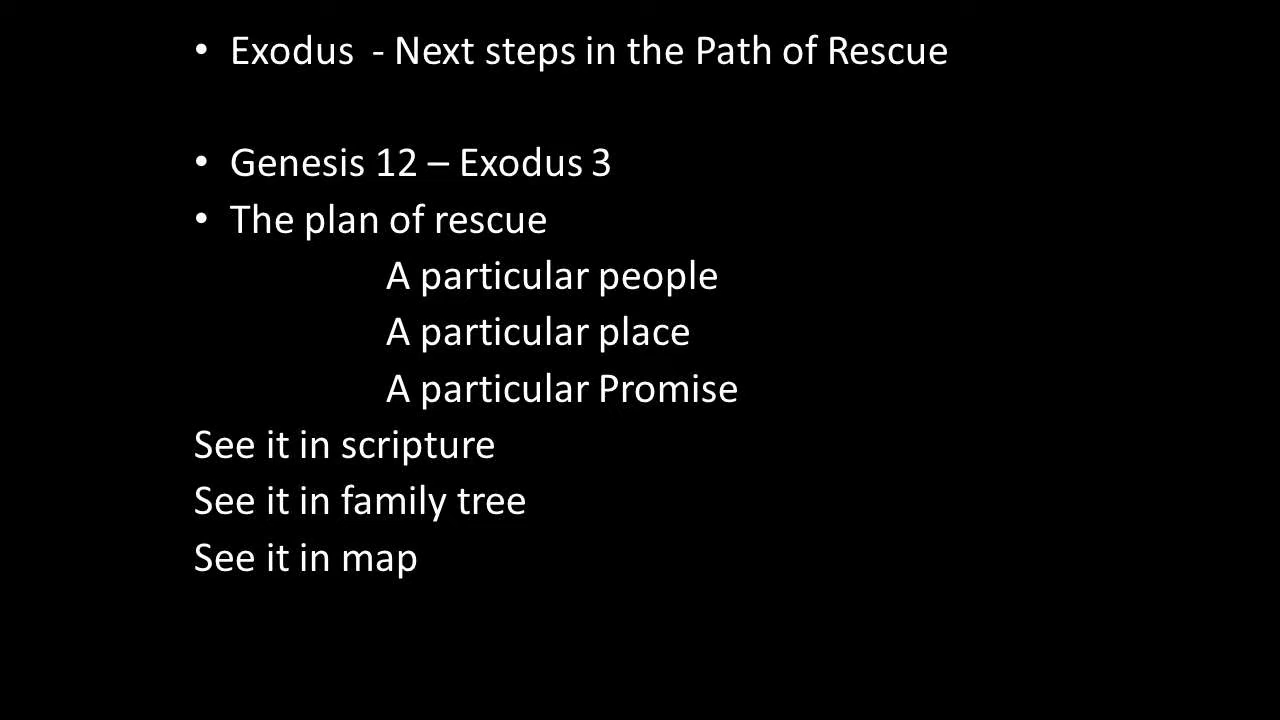 • Exodus  - Next steps in the Path of Rescue
• Genesis 12 – Exodus 3
• The plan of rescue
A particular people
A particular place
A particular Promise
See it in scripture
See it in family tree
See it in map